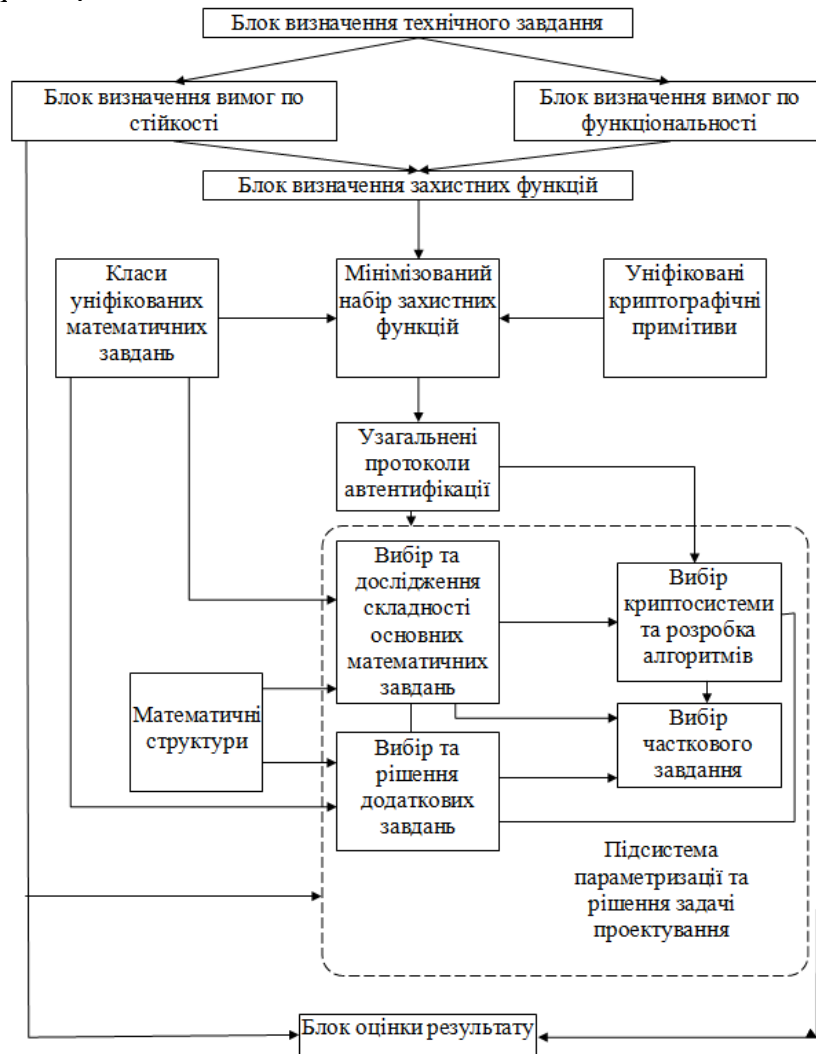 Блок визначення технічного завдання
Блок визначення вимог по
стійкості
Блок визначення вимог по
функціональності
Блок визначення захистних функцій
Класи
уніфікованих
математичних
завдань
Мінімізований
набір захистних
функцій
Уніфіковані
криптографічні
примітиви
Узагальнені
протоколи
автентифікації
Вибір та
дослідження
складності
основних
математичних
завдань
Вибір
криптосистеми
та розробка
алгоритмів
Математичні
структури
Вибір
часткового
завдання
Вибір та
рішення
додаткових
завдань
Підсистема
параметризації та
рішення задачі
проектування
Блок оцінки результату